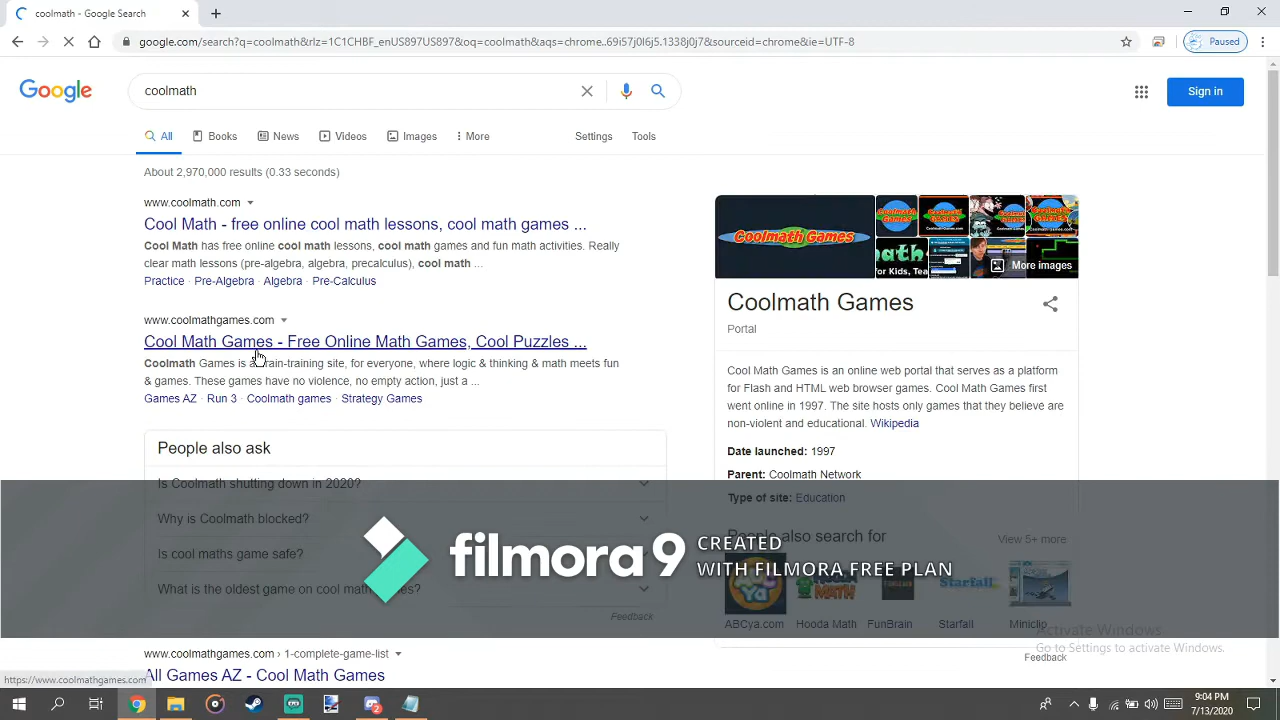 coolmath - Google Search
google.com/search?q=coolmath&rlz=1C1CHBF_enUS897US897&oq=coolmath&aqs=chrome..69i57j0l6j5.1338j0j7&sourceid=chrome&ie=UTF-8
Paused
Google
coolmath
Sign in
All
Books
News
Videos
Images
More
Settings
Tools
About 2,970,000 results (0.33 seconds)
www.coolmath.com
Cool Math - free online cool math lessons, cool math games ...
Cool Math has free online cool math lessons, cool math games and fun math activities. Really
clear math lessons (pre-algebra, algebra, precalculus), cool math ...
Practice · Pre-Algebra · Algebra · Pre-Calculus
www.coolmathgames.com
Cool Math Games - Free Online Math Games, Cool Puzzles ...
Coolmath Games is a brain-training site, for everyone, where logic & thinking & math meets fun
& games. These games have no violence, no empty action, just a ...
Games AZ · Run 3 · Coolmath games · Strategy Games
People also ask
Is Coolmath shutting down in 2020?
Why is Coolmath blocked?
Is cool maths game safe?
What is the oldest game on cool math games?
Feedback
www.coolmathgames.com › 1-complete-game-list
All Games AZ - Cool Math Games
https://www.coolmathgames.com
Coolmath Games
for Kids, Tea
More images
Coolmath Games
Portal
Cool Math Games is an online web portal that serves as a platform
for Flash and HTML web browser games. Cool Math Games first
went online in 1997. The site hosts only games that they believe are
non-violent and educational. Wikipedia
Date launched: 1997
Parent: Coolmath Network
Type of site: Education
People also search for
View 5+ more
ABCya.com
Hooda Math
FunBrain
Starfall
Miniclip
Feedback
filmora9
CREATED
WITH FILMORA FREE PLAN
Activate Windows
Go to Settings to activate Windows.
9:04 PM
7/13/2020